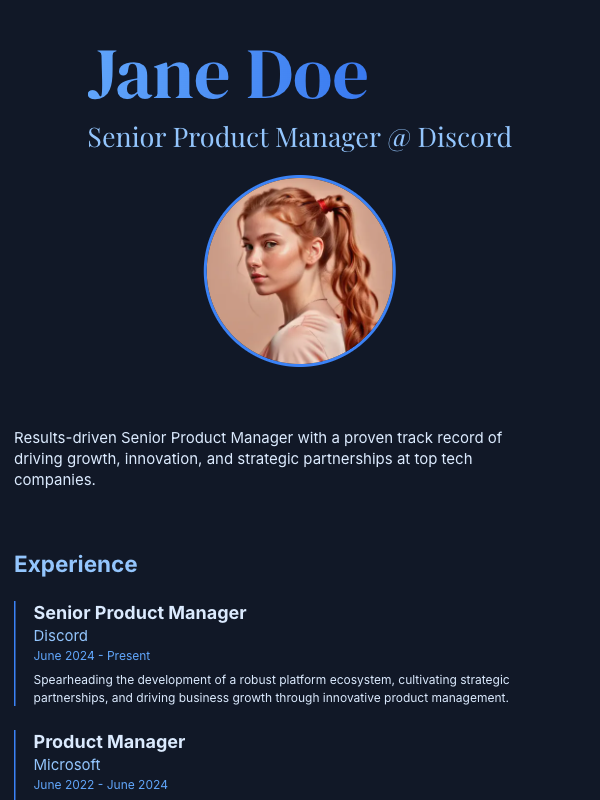 Jane Doe
Senior Product Manager @ Discord
Results-driven Senior Product Manager with a proven track record of
driving growth, innovation, and strategic partnerships at top tech
companies.
Experience
Senior Product Manager
Discord
June 2024 - Present
Spearheading the development of a robust platform ecosystem, cultivating strategic
partnerships, and driving business growth through innovative product management.
Product Manager
Microsoft
June 2022 - June 2024